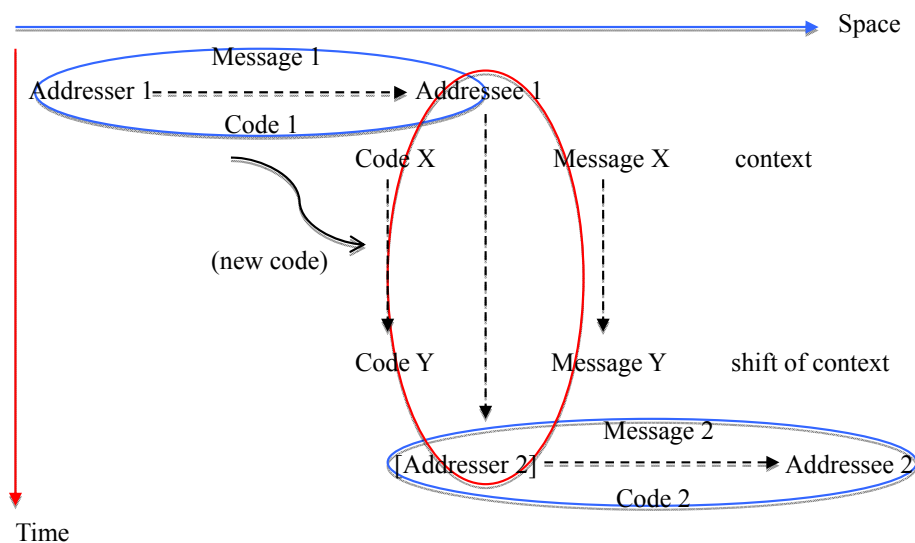 Space
Message 1
Addresser 1 Addressee 1
Code 1
Code X Message X context
(new code)
Code Y Message Y shift of context
Message 2
[Addresser 2] Addressee 2
Code 2
Time